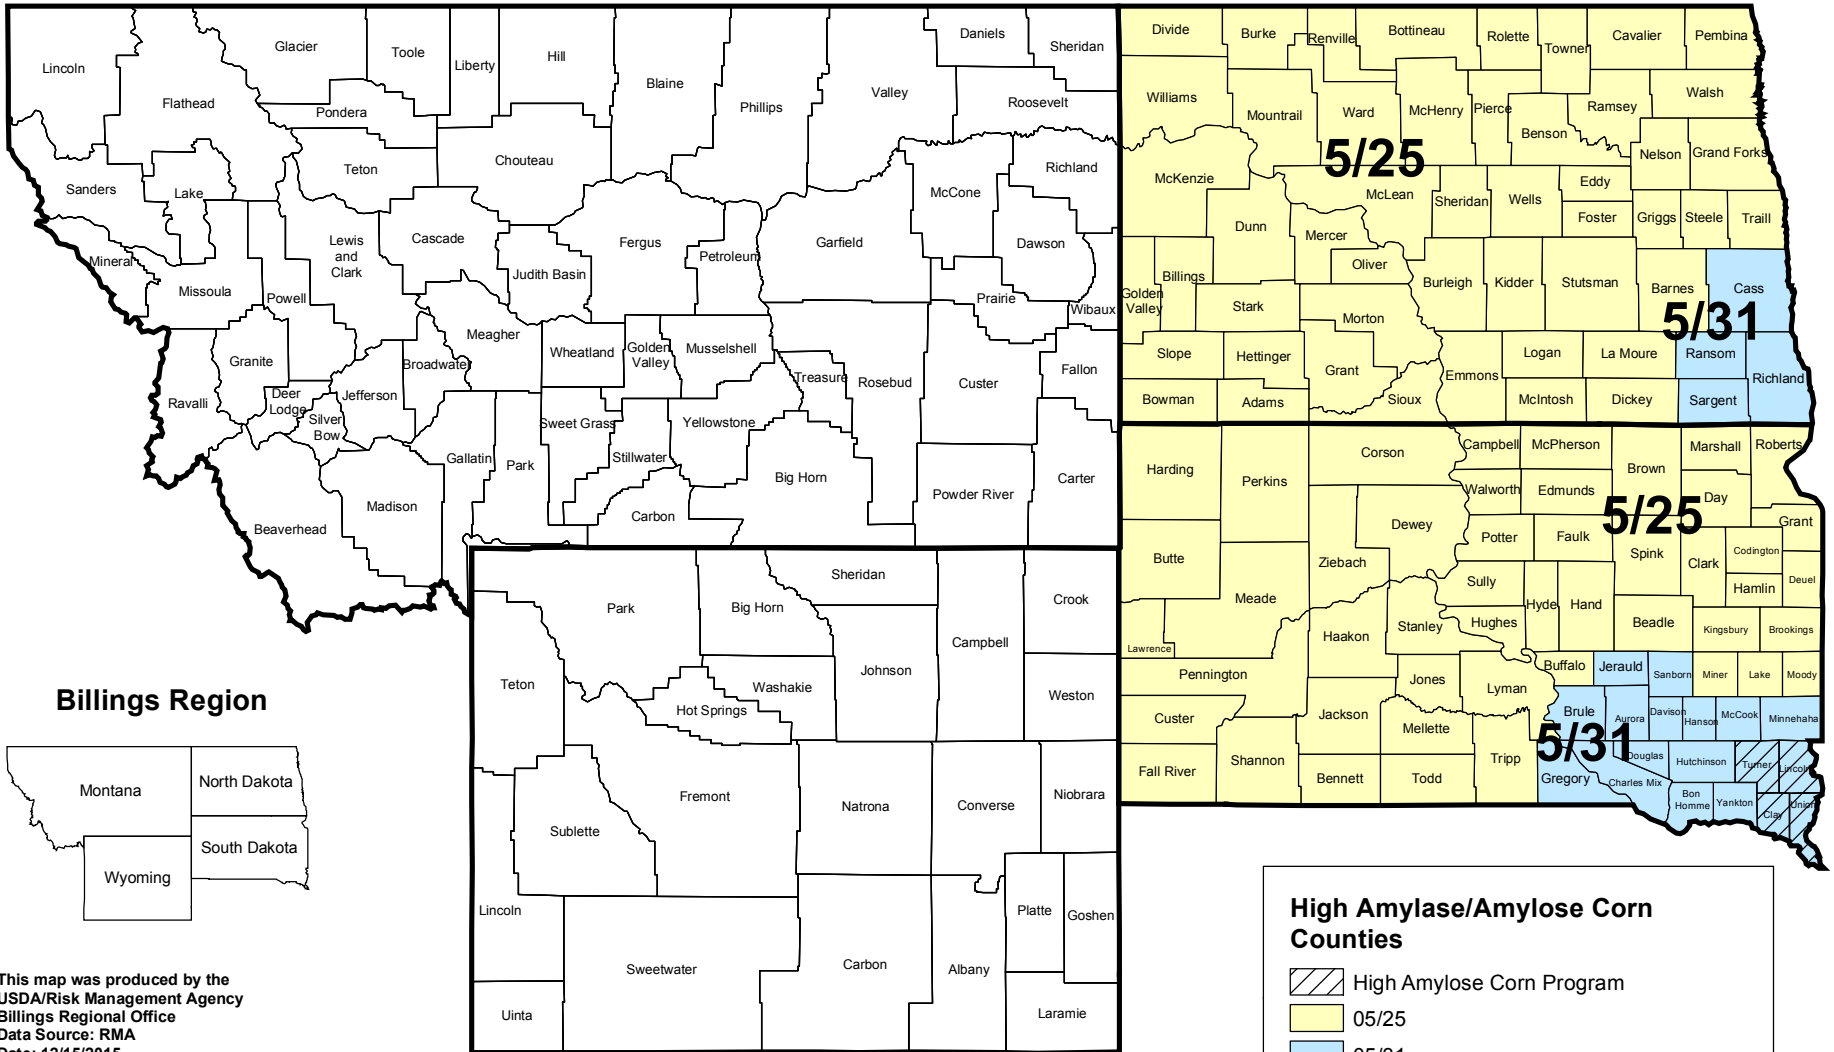 Lincoln
Flathead
Glacier
Toole
Liberty
Hill
Blaine
Phillips
Valley
Daniels
Sheridan
Roosevelt
Pondera
Teton
Chouteau
Sanders
Lake
Mineral
Missoula
Powell
Lewis
and
Clark
Cascade
Judith Basin
Fergus
Petroleum
Garfield
McCone
Richland
Dawson
Prairie
Wibaux
Granite
Ravalli
Deer
Lodge
Silver
Bow
Jefferson
Broadwater
Meagher
Wheatland
Golden
Valley
Musselshell
Treasure
Rosebud
Custer
Fallon
Beaverhead
Madison
Gallatin
Park
Sweet Grass
Stillwater
Yellowstone
Carbon
Big Horn
Powder River
Carter
Divide
Burke
Renville
Bottineau
Rolette
Towner
Cavalier
Pembina
Williams
Mountrail
Ward
McHenry
Pierce
Benson
Ramsey
Walsh
Nelson
Grand Forks
5/25
McKenzie
Dunn
McLean
Mercer
Oliver
Sheridan
Wells
Eddy
Foster
Griggs
Steele
Traill
Golden
Valley
Billings
Stark
Morton
Burleigh
Kidder
Stutsman
Barnes
Cass
5/31
Slope
Hettinger
Grant
Bowman
Adams
Sioux
Emmons
Logan
La Moure
Ransom
Richland
McIntosh
Dickey
Sargent
Harding
Perkins
Corson
Campbell
McPherson
Brown
Marshall
Roberts
Walworth
Edmunds
Day
5/25
Grant
Butte
Dewey
Ziebach
Potter
Faulk
Spink
Clark
Codington
Deuel
Hamlin
Meade
Sully
Hyde
Hand
Beadle
Kingsbury
Brookings
Lawrence
Haakon
Stanley
Hughes
Pennington
Jones
Lyman
Buffalo
Jerauld
Sanborn
Miner
Lake
Moody
Custer
Jackson
Mellette
Tripp
Brule
Aurora
Davison
Hanson
McCook
Minnehaha
5/31
Fall River
Shannon
Bennett
Todd
Gregory
Douglas
Charles Mix
Hutchinson
Turner
Lincoln
Bon
Homme
Yankton
Clay
Union
Park
Big Horn
Sheridan
Campbell
Crook
Johnson
Teton
Washakie
Hot Springs
Weston
Sublette
Fremont
Natrona
Converse
Niobrara
Lincoln
Sweetwater
Carbon
Albany
Platte
Goshen
Uinta
Laramie
Billings Region
Montana
North Dakota
South Dakota
Wyoming
This map was produced by the
USDA/Risk Management Agency
Billings Regional Office
Data Source: RMA
Date: 12/15/2015
High Amylase/Amylose Corn
Counties
High Amylose Corn Program
05/25
05/31